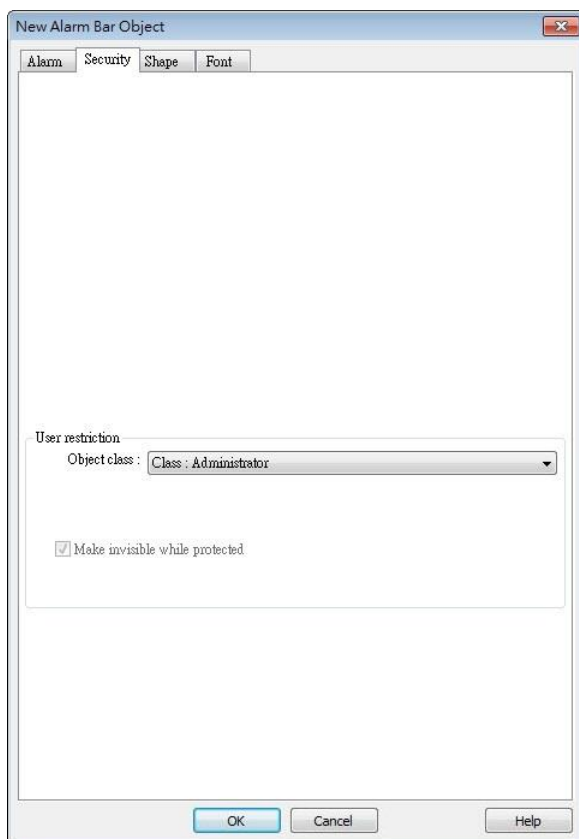 New Alarm Bar Object
Alarm Security Shape Font
User restriction
Object class : Class : Administrator
Make invisible while protected
OK Cancel Help